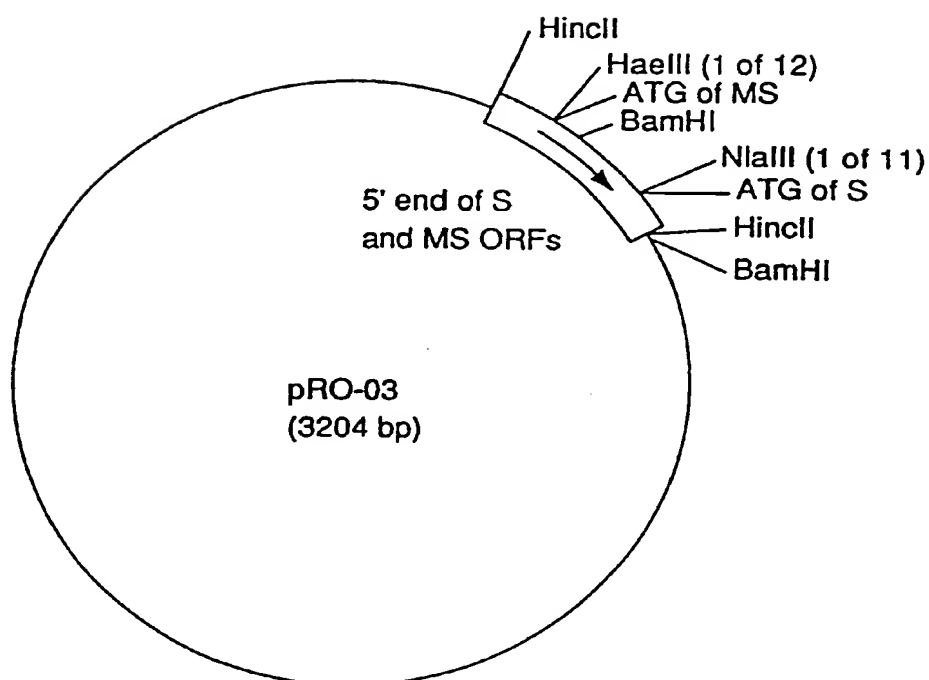 HincII
HaeIII (1 of 12)
ATG of MS
BamHI
NlaIII (1 of 11)
ATG of S
5' end of S
and MS ORFs
HincII
BamHI
pRO-03
(3204 bp)